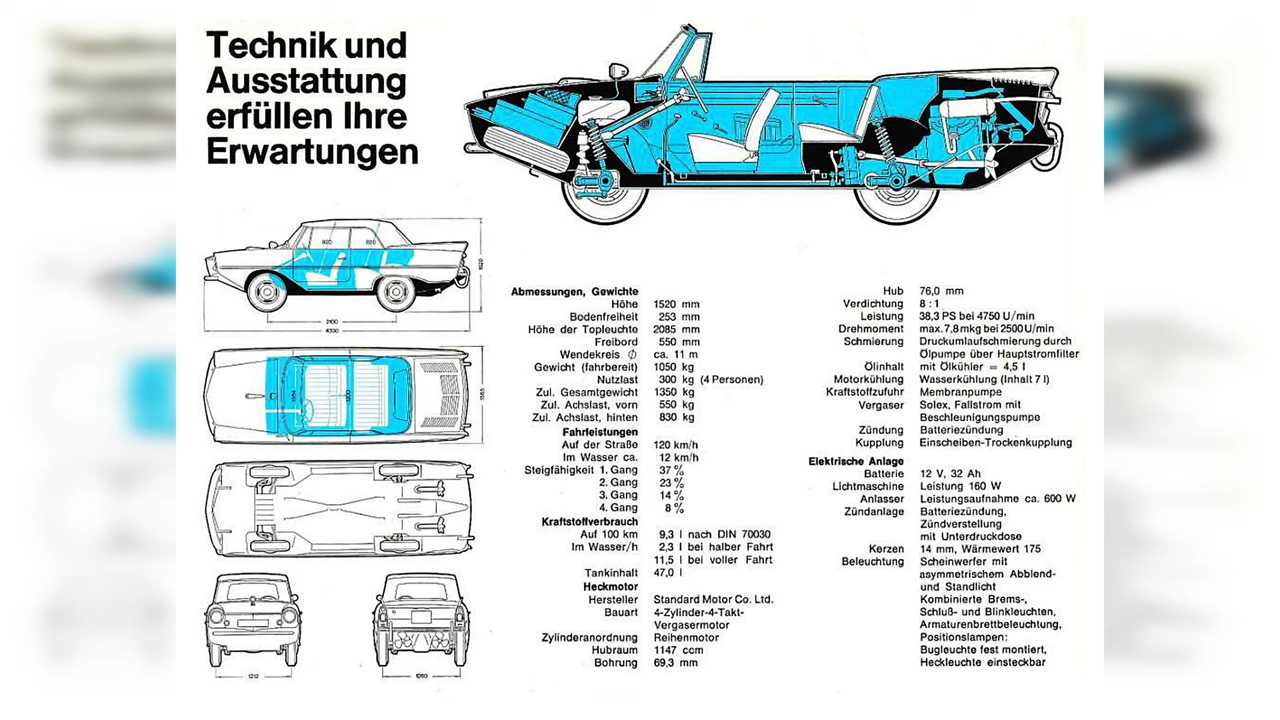 Technik und
Ausstattung
erfüllen Ihre
Erwartungen
820 820
1520
2100
4330
1565
1212
1260
Abmessungen, Gewichte
Höhe 1520 mm
Bodenfreiheit 253 mm
Höhe der Topleuchte 2085 mm
Freibord 550 mm
Wendekreis ∅ ca. 11 m
Gewicht (fahrbereit) 1050 kg
Nutzlast 300 kg (4 Personen)
Zul. Gesamtgewicht 1350 kg
Zul. Achslast, vorn 550 kg
Zul. Achslast, hinten 830 kg
Fahrleistungen
Auf der Straße 120 km/h
Im Wasser ca. 12 km/h
Steigfähigkeit 1. Gang 37 %
2. Gang 23 %
3. Gang 14 %
4. Gang 8 %
Kraftstoffverbrauch
Auf 100 km 9,3 l nach DIN 70030
Im Wasser/h 2,3 l bei halber Fahrt
11,5 l bei voller Fahrt
Tankinhalt 47,0 l
Heckmotor
Hersteller Standard Motor Co. Ltd.
Bauart 4-Zylinder-4-Takt-
Vergasermotor
Zylinderanordnung Reihenmotor
Hubraum 1147 ccm
Bohrung 69,3 mm
Hub 76,0 mm
Verdichtung 8 : 1
Leistung 38,3 PS bei 4750 U/min
Drehmoment max. 7,8 mkg bei 2500 U/min
Schmierung Druckumlaufschmierung durch
Ölpumpe über Hauptstromfilter
Ölinhalt mit Ölkühler = 4,5 l
Motorkühlung Wasserkühlung (Inhalt 7 l)
Kraftstoffzufuhr Membranpumpe
Vergaser Solex, Fallstrom mit
Beschleunigungspumpe
Zündung Batteriezündung
Kupplung Einscheiben-Trockenkupplung
Elektrische Anlage
Batterie 12 V, 32 Ah
Lichtmaschine Leistung 160 W
Anlasser Leistungsaufnahme ca. 600 W
Zündanlage Batteriezündung,
Zündverstellung
mit Unterdruckdose
Kerzen 14 mm, Wärmewert 175
Beleuchtung Scheinwerfer mit
asymmetrischem Abblend-
und Standlicht
Kombinierte Brems-,
Schluß- und Blinkleuchten,
Armaturenbrettbeleuchtung,
Positionslampen:
Bugleuchte fest montiert,
Heckleuchte einsteckbar